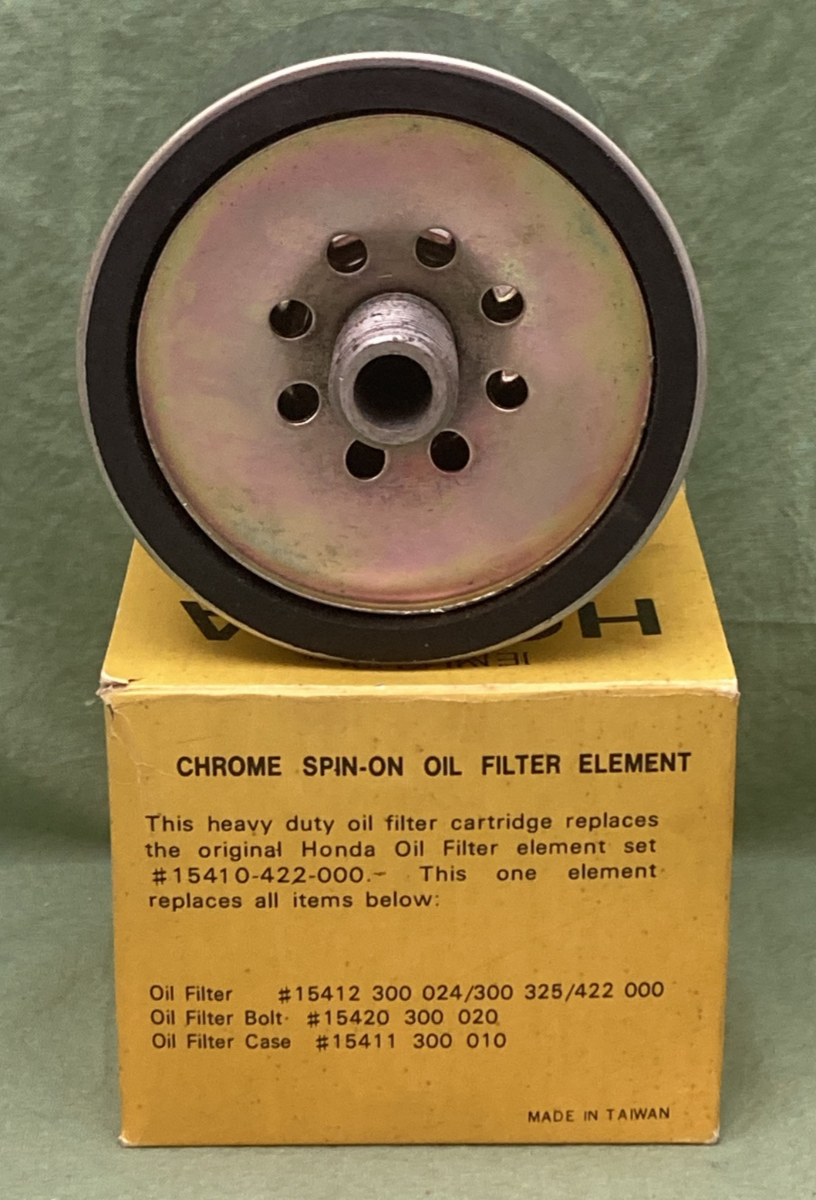 CHROME SPIN-ON OIL FILTER ELEMENT
This heavy duty oil filter cartridge replaces
the original Honda Oil Filter element set
#15410-422-000.- This one element
replaces all items below:
Oil Filter #15412 300 024/300 325/422 000
Oil Filter Bolt #15420 300 020
Oil Filter Case #15411 300 010
MADE IN TAIWAN